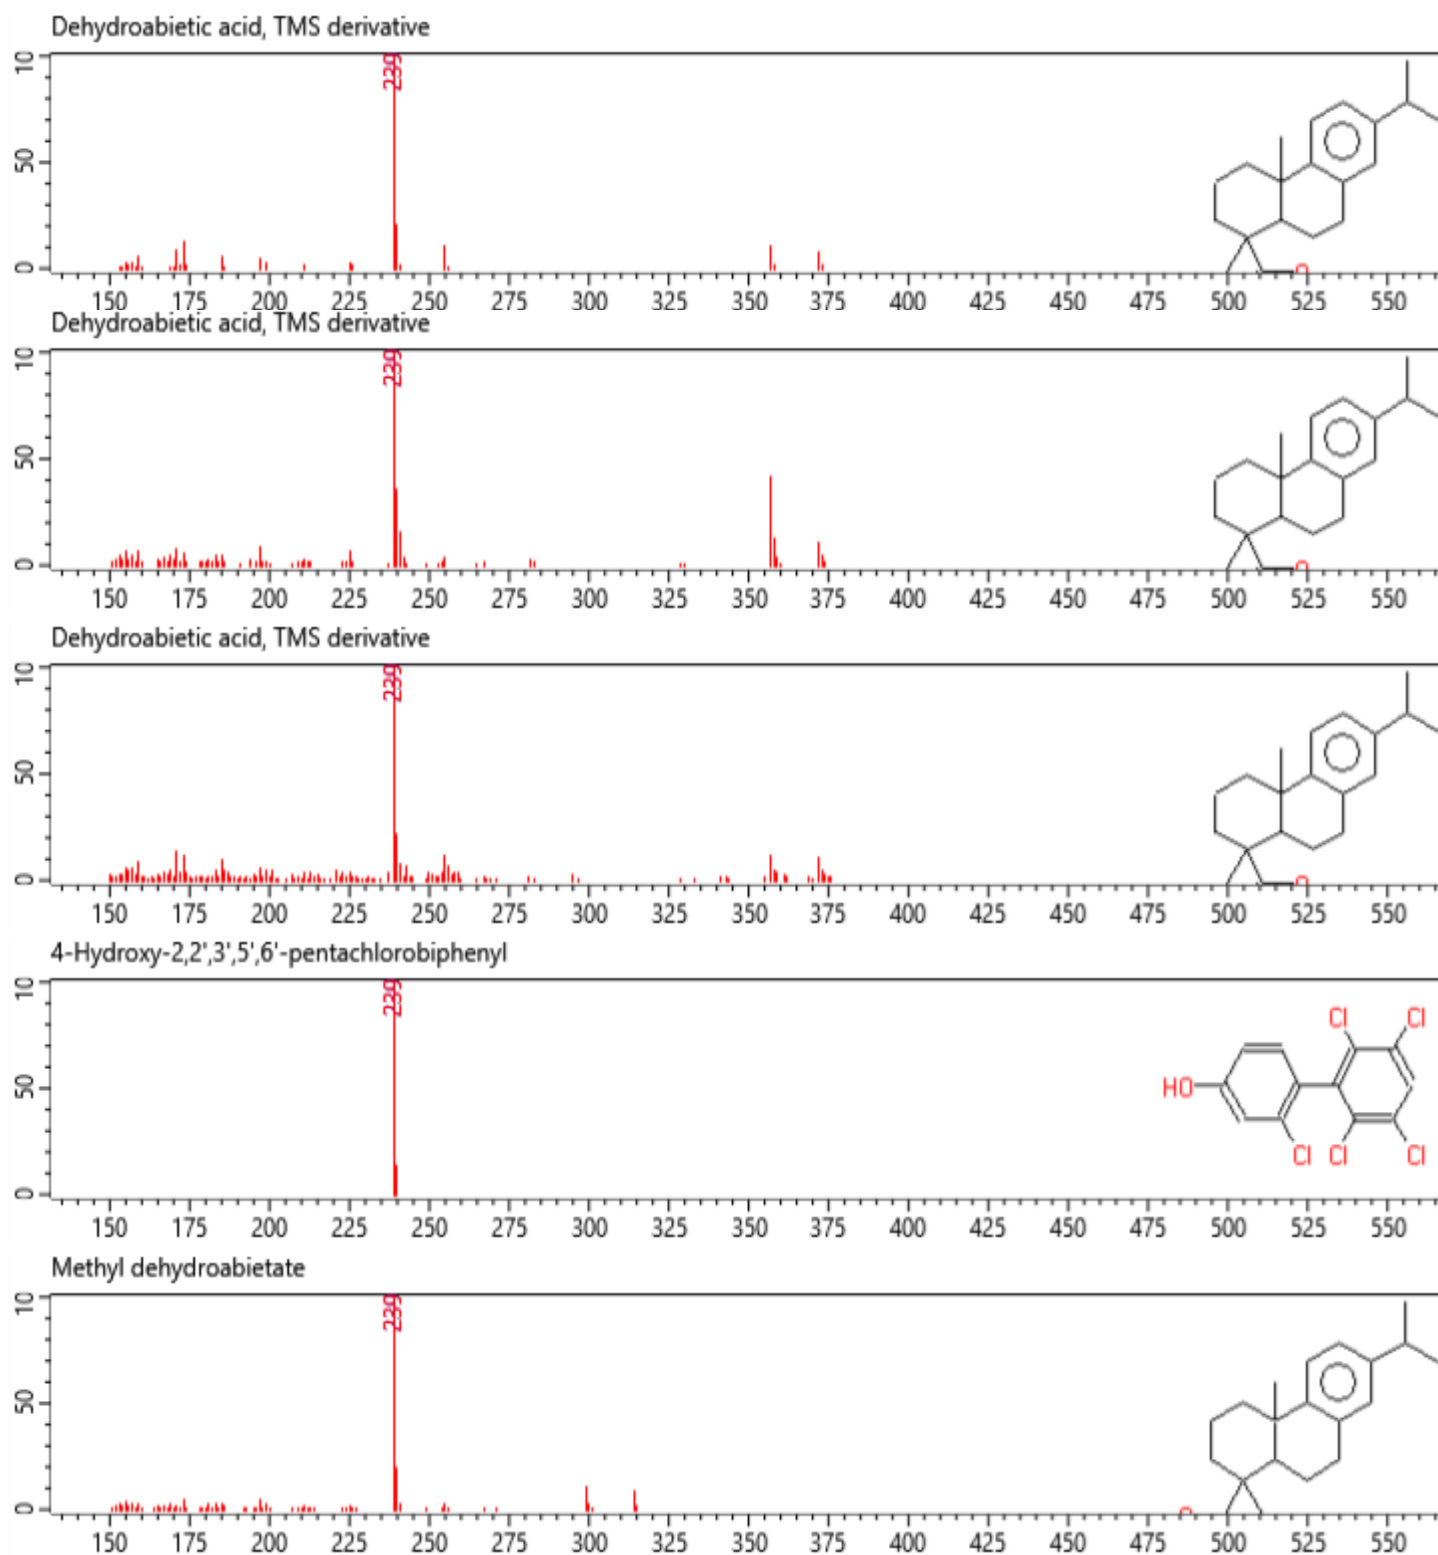 Dehydroabietic acid, TMS derivative
10
50
0
239
O
150 175 200 225 250 275 300 325 350 375 400 425 450 475 500 525 550
Dehydroabietic acid, TMS derivative
10
50
0
239
O
150 175 200 225 250 275 300 325 350 375 400 425 450 475 500 525 550
Dehydroabietic acid, TMS derivative
10
50
0
239
O
150 175 200 225 250 275 300 325 350 375 400 425 450 475 500 525 550
4-Hydroxy-2,2',3',5',6'-pentachlorobiphenyl
10
50
0
239
Cl Cl
HO
Cl Cl Cl
150 175 200 225 250 275 300 325 350 375 400 425 450 475 500 525 550
Methyl dehydroabietate
10
50
0
239
O
150 175 200 225 250 275 300 325 350 375 400 425 450 475 500 525 550